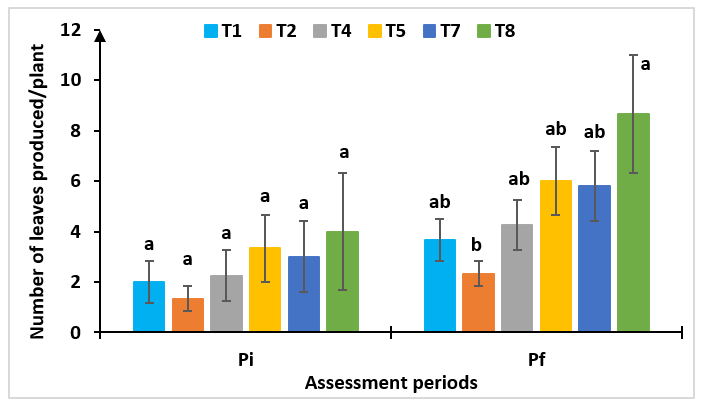 T1 T2 T4 T5 T7 T8
Number of leaves produced/plant
12
10
8
6
4
2
0
a a a a a a
ab b ab ab ab a
Pi Pf
Assessment periods